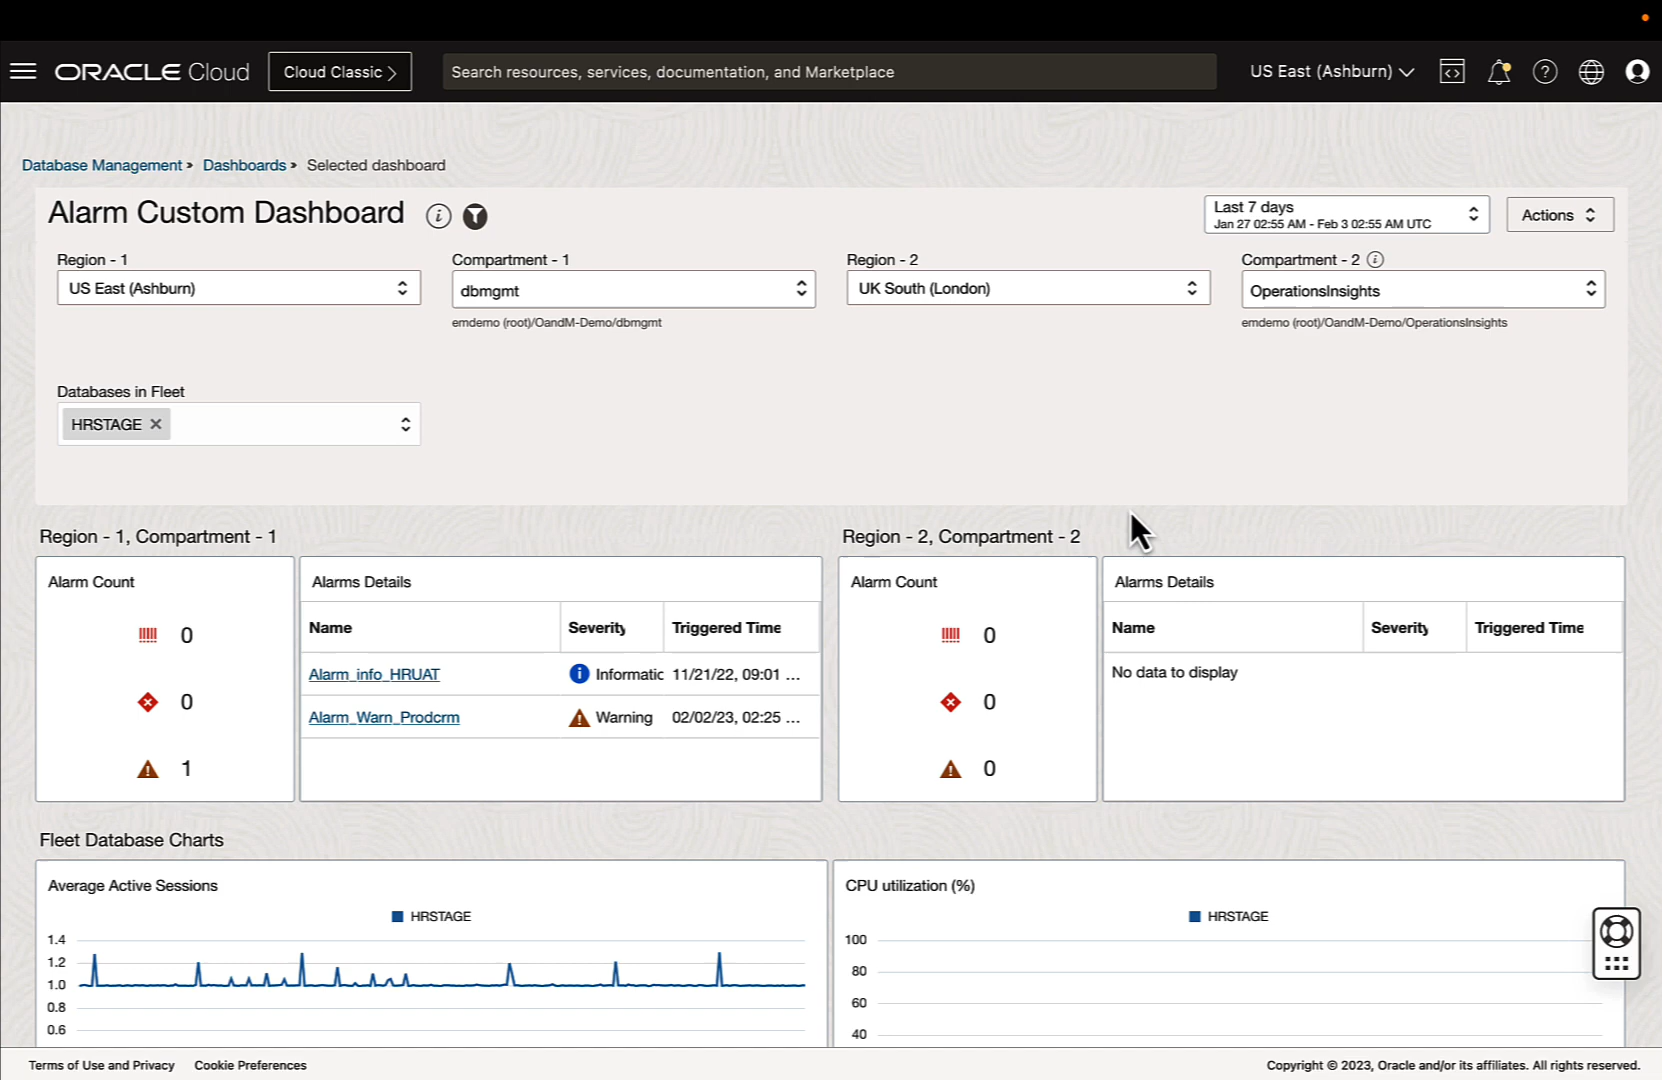 ORACLE Cloud
Cloud Classic
Search resources, services, documentation, and Marketplace
US East (Ashburn)
Database Management
Dashboards
Selected dashboard
Alarm Custom Dashboard
Last 7 days
Jan 27 02:55 AM - Feb 3 02:55 AM UTC
Actions
Region - 1
US East (Ashburn)
Compartment - 1
dbmgmt
emdemo (root)/OandM-Demo/dbmgmt
Region - 2
UK South (London)
Compartment - 2
OperationsInsights
emdemo (root)/OandM-Demo/OperationsInsights
Databases in Fleet
HRSTAGE
Region - 1, Compartment - 1
Alarm Count
0
0
1
Alarms Details
Name Severity Triggered Time
Alarm_info_HRUAT Informatic 11/21/22, 09:01 ...
Alarm_Warn_Prodcrm Warning 02/02/23, 02:25 ...
Region - 2, Compartment - 2
Alarm Count
0
0
0
Alarms Details
Name Severity Triggered Time
No data to display
Fleet Database Charts
Average Active Sessions
HRSTAGE
1.4
1.2
1.0
0.8
0.6
CPU utilization (%)
HRSTAGE
100
80
60
40
Terms of Use and Privacy
Cookie Preferences
Copyright © 2023, Oracle and/or its affiliates. All rights reserved.